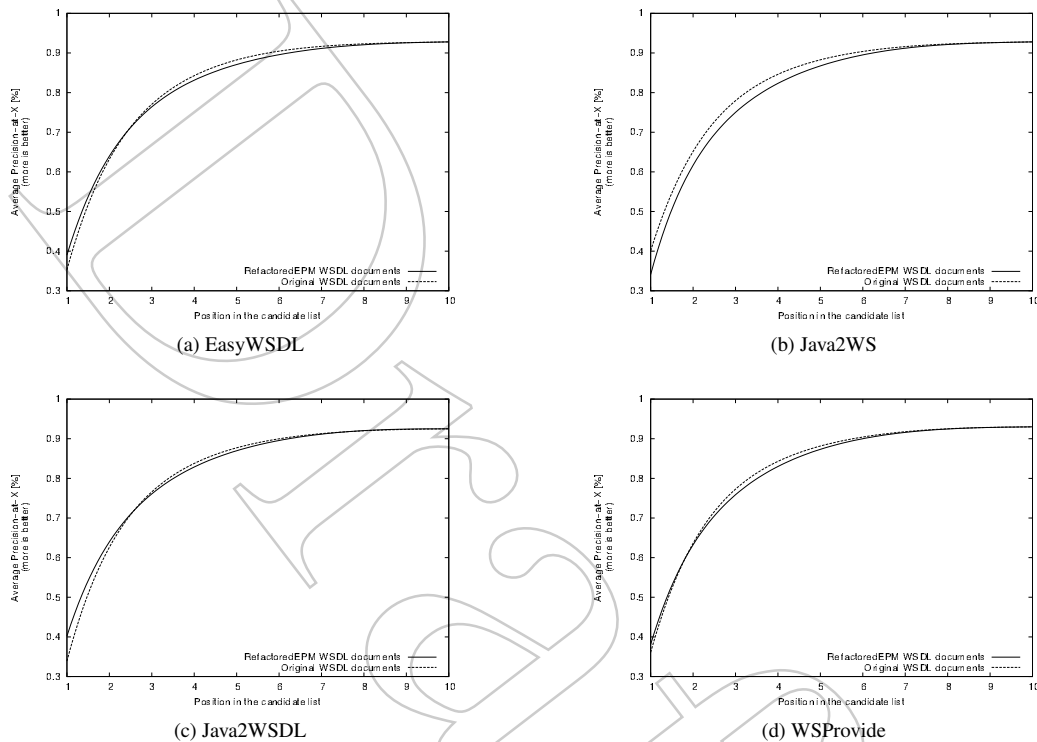 1
0.9
0.8
0.7
0.6
0.5
0.4
0.3
Average Precision-at-X [%]
(more is better)
RefactoredEPM WSDL documents
Original WSDL documents
1 2 3 4 5 6 7 8 9 10
Position in the candidate list
(a) EasyWSDL
1
0.9
0.8
0.7
0.6
0.5
0.4
0.3
Average Precision-at-X [%]
(more is better)
RefactoredEPM WSDL documents
Original WSDL documents
1 2 3 4 5 6 7 8 9 10
Position in the candidate list
(b) Java2WS
1
0.9
0.8
0.7
0.6
0.5
0.4
0.3
Average Precision-at-X [%]
(more is better)
RefactoredEPM WSDL documents
Original WSDL documents
1 2 3 4 5 6 7 8 9 10
Position in the candidate list
(c) Java2WSDL
1
0.9
0.8
0.7
0.6
0.5
0.4
0.3
Average Precision-at-X [%]
(more is better)
RefactoredEPM WSDL documents
Original WSDL documents
1 2 3 4 5 6 7 8 9 10
Position in the candidate list
(d) WSProvide